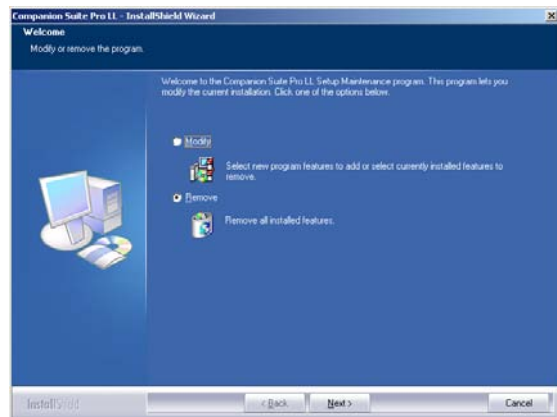 Companion Suite Pro LL - InstallShield Wizard
Welcome
Modify or remove the program.
Welcome to the Companion Suite Pro LL Setup Maintenance program. This program lets you
modify the current installation. Click one of the options below.
Modify
Select new program features to add or select currently installed features to
remove.
Remove
Remove all installed features.
InstallShield
< Back
Next >
Cancel